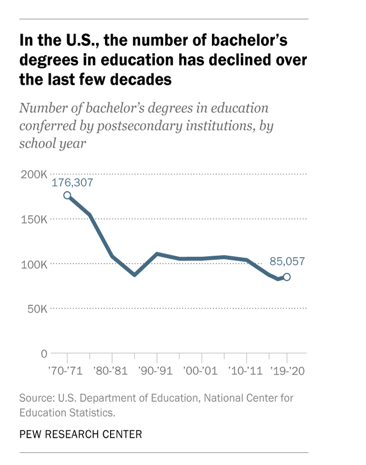 In the U.S., the number of bachelor's
degrees in education has declined over
the last few decades
Number of bachelor's degrees in education
conferred by postsecondary institutions, by
school year
200K
176,307
150K
100K
85,057
50K
0
'70-'71 '80-'81 '90-'91 '00-'01 '10-'11 '19-'20
Source: U.S. Department of Education, National Center for
Education Statistics.
PEW RESEARCH CENTER